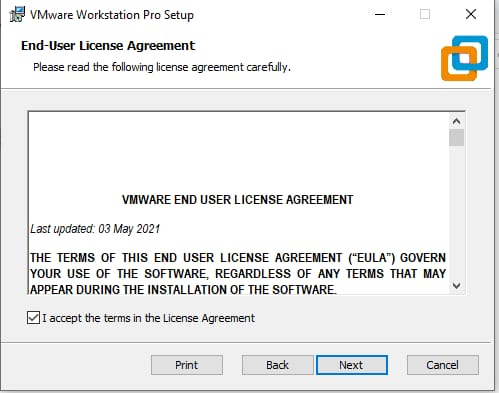 VMware Workstation Pro Setup
End-User License Agreement
Please read the following license agreement carefully.
VMWARE END USER LICENSE AGREEMENT
Last updated: 03 May 2021
THE TERMS OF THIS END USER LICENSE AGREEMENT (“EULA”) GOVERN
YOUR USE OF THE SOFTWARE, REGARDLESS OF ANY TERMS THAT MAY
APPEAR DURING THE INSTALLATION OF THE SOFTWARE.
I accept the terms in the License Agreement
Print Back Next Cancel